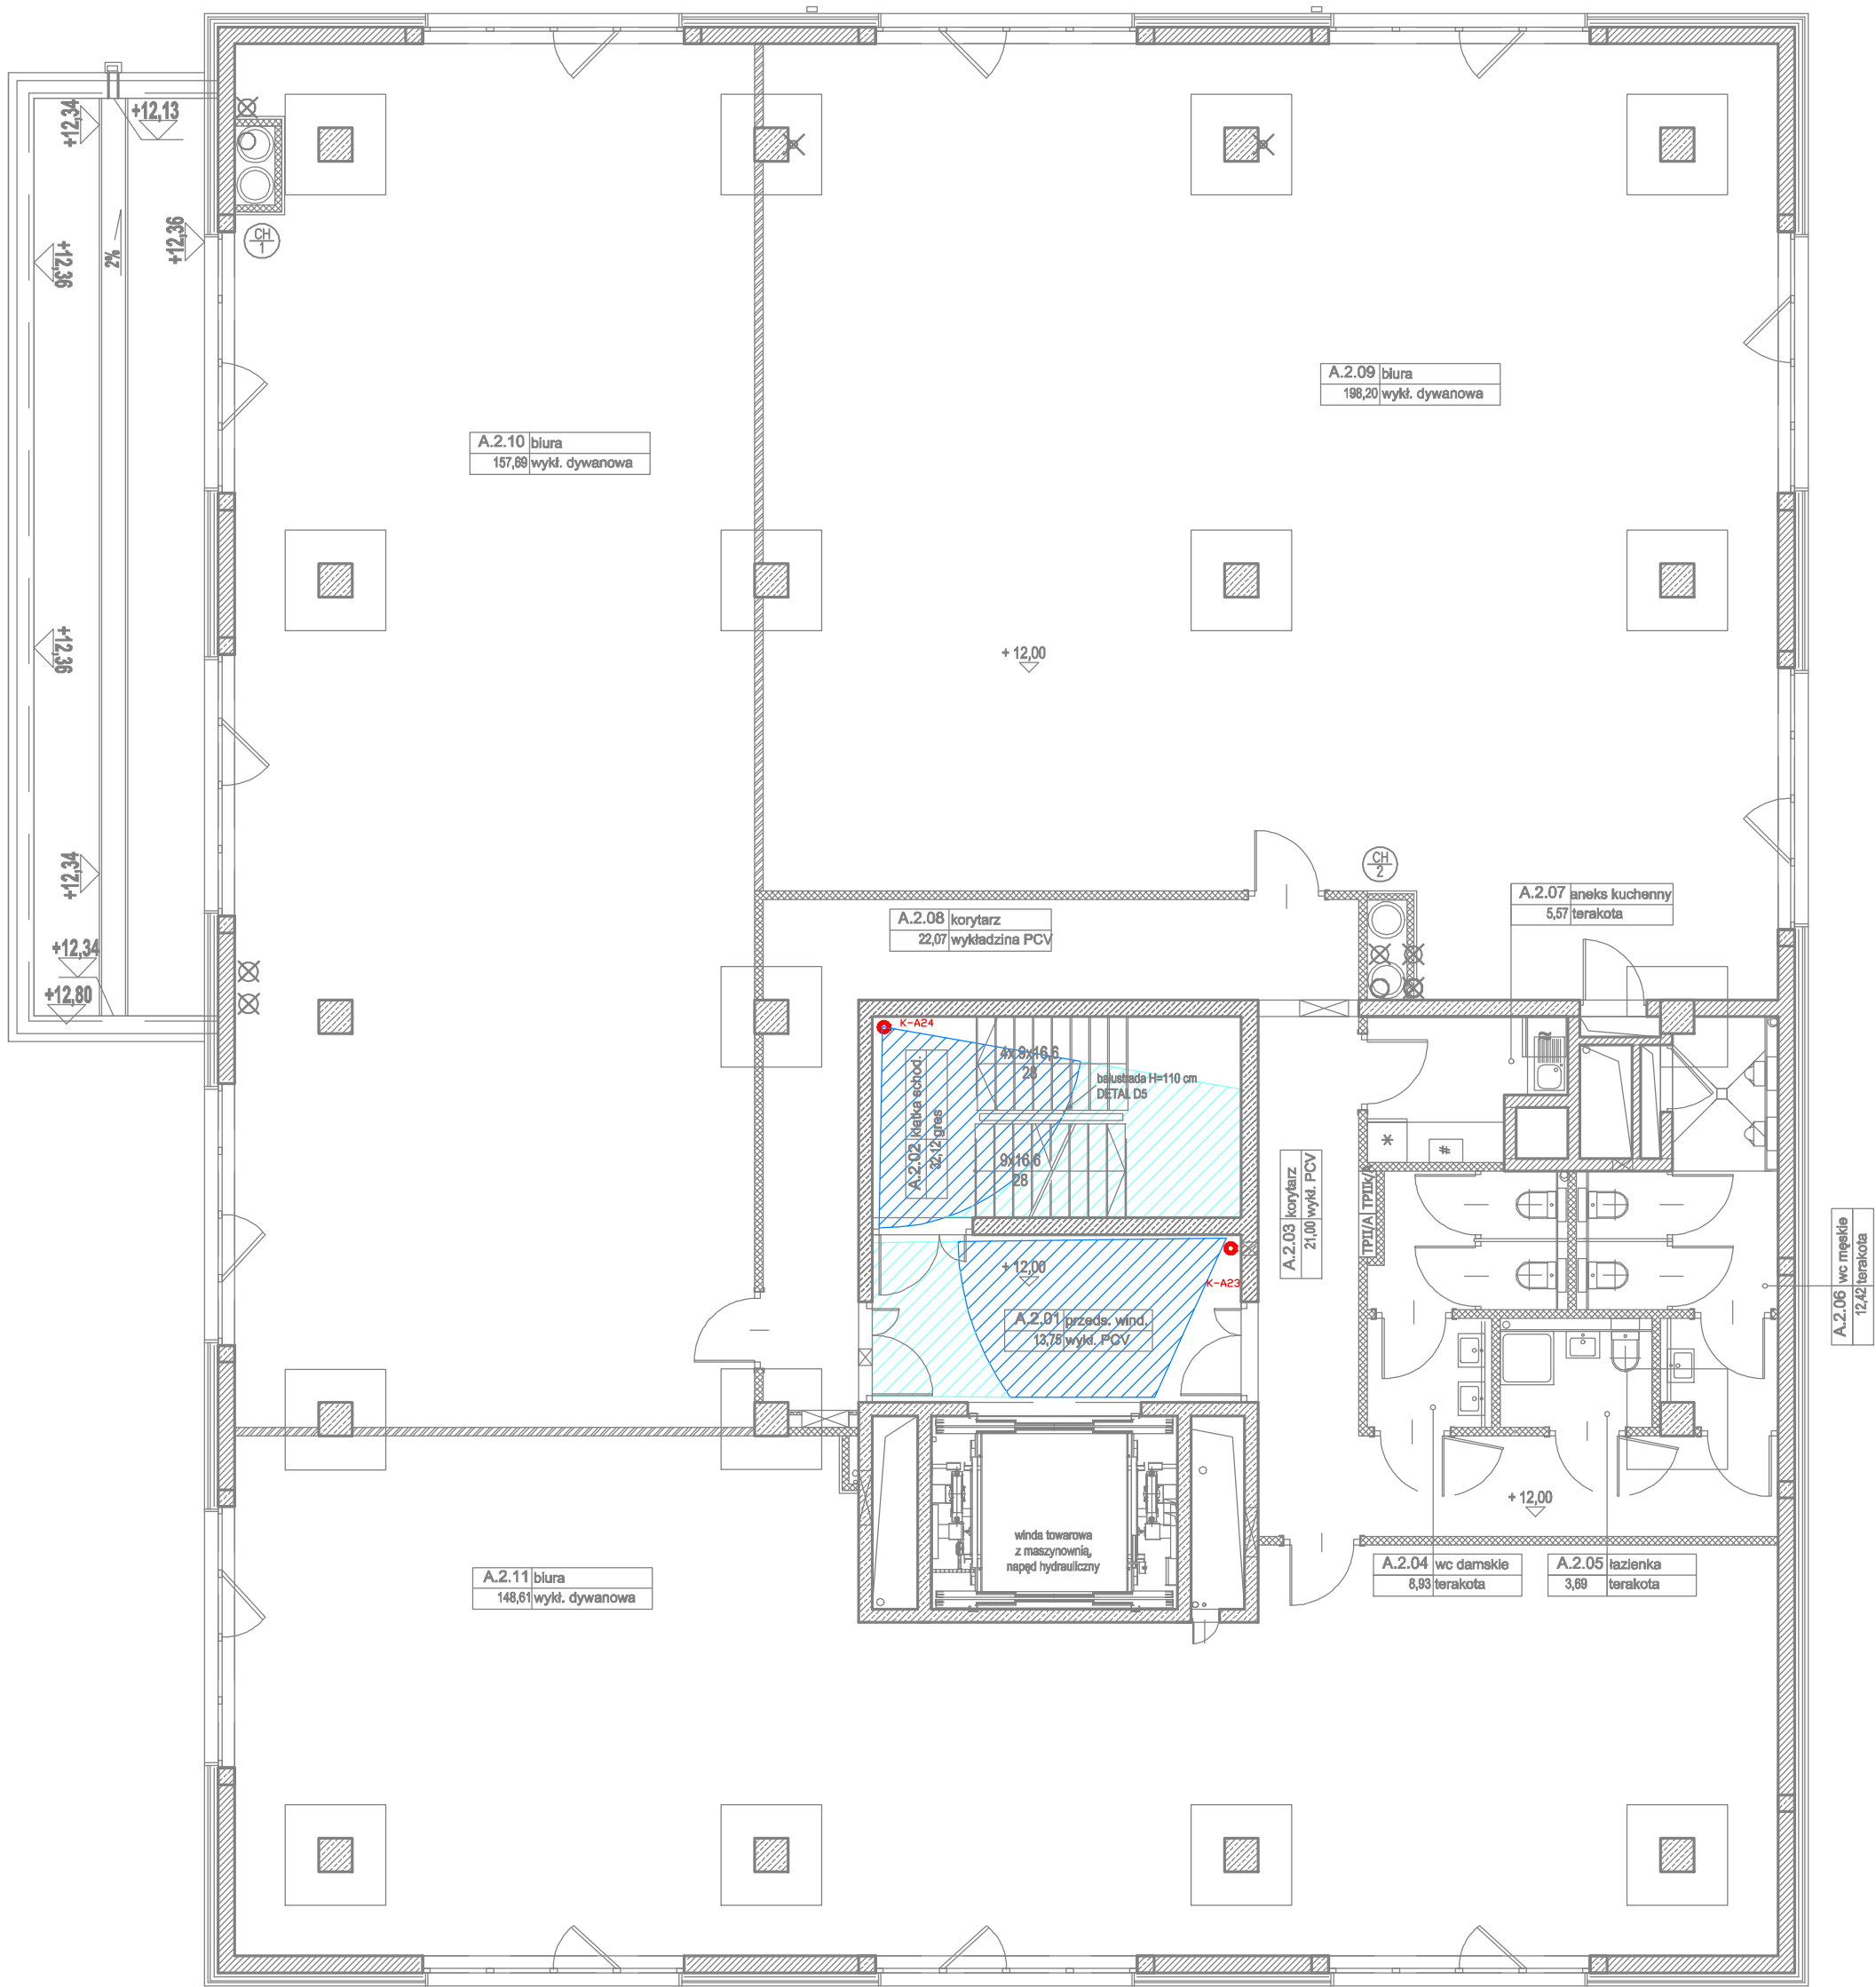 +12,34
+12,13
+12,36
2%
+12,36
CH
1
A.2.09 biura
198,20 wykł. dywanowa
A.2.10 biura
157,69 wykł. dywanowa
+12,36
+ 12,00
+12,34
CH
2
A.2.07 aneks kuchenny
5,57 terakota
A.2.08 korytarz
22,07 wykładzina PCV
+12,34
+12,80
K-A24
4x 9x16,6
28
balustrada H=110 cm
DETAL D5
A.2.02 klatka schod.
32,12 gres
9x16,6
28
*
#
A.2.03 korytarz
21,00 wykł. PCV
TPII/A TPIIk/A
A.2.06 wc męskie
12,42 terakota
+ 12,00
K-A23
A.2.01 przeds. wind.
13,75 wykł. PCV
+ 12,00
winda towarowa
z maszynownią,
napęd hydrauliczny
A.2.04 wc damskie
8,93 terakota
A.2.05 łazienka
3,69 terakota
A.2.11 biura
148,61 wykł. dywanowa